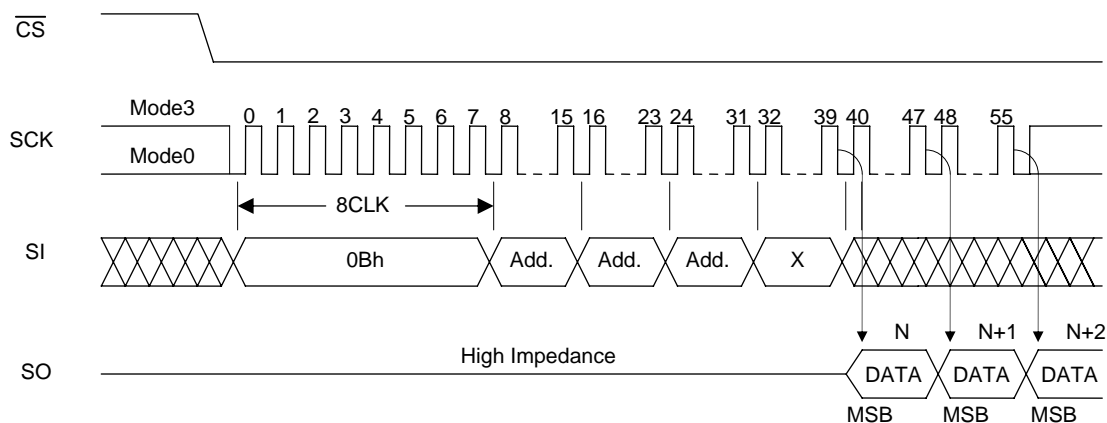 CS
Mode3
0 1 2 3 4 5 6 7 8 15 16 23 24 31 32 39 40 47 48 55
SCK
Mode0
8CLK
SI
0Bh Add. Add. Add. X
N N+1 N+2
High Impedance
SO
DATA DATA DATA
MSB MSB MSB